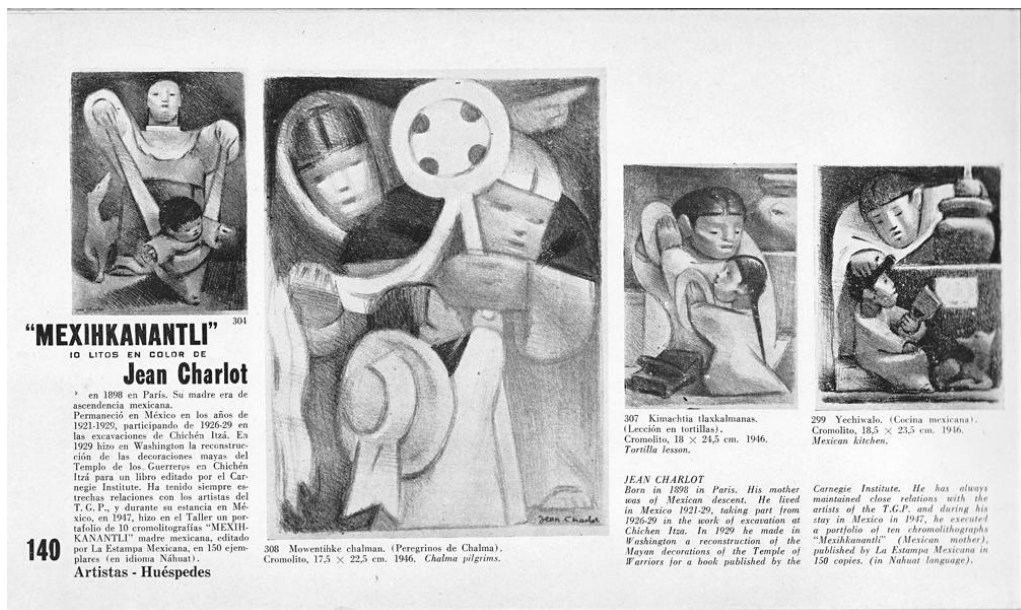 304
"MEXIHKANANTLI"
10 LITOS EN COLOR DE
Jean Charlot
en 1898 en París. Su madre era de
ascendencia mexicana.
Permaneció en México en los años de
1921-1929, participando de 1926-29 en
las excavaciones de Chichén Itzá. En
1929 hizo en Washington la reconstruc-
ción de las decoraciones mayas del
Templo de los Guerreros en Chichén
Itzá para un libro editado por el Car-
negie Institute. Ha tenido siempre es-
trechas relaciones con los artistas del
T. G. P., y durante su estancia en Mé-
xico, en 1947, hizo en el Taller un por-
tafolio de 10 cromolitografías "MEXIH-
KANANTLI" madre mexicana, editado
por La Estampa Mexicana, en 150 ejem-
plares (en idioma Náhuat).
140
Artistas - Huéspedes
Jean Charlot
308 Mowentihke chalman. (Peregrinos de Chalma).
Cromolito, 17,5 × 22,5 cm. 1946. Chalma pilgrims.
307 Kimachtia tlaxkalmanas.
(Lección en tortillas).
Cromolito, 18 × 24,5 cm. 1946.
Tortilla lesson.
299 Yechiwalo. (Cocina mexicana).
Cromolito, 18,5 × 23,5 cm. 1946.
Mexican kitchen.
JEAN CHARLOT
Born in 1898 in Paris. His mother
was of Mexican descent. He lived
in Mexico 1921-29, taking part from
1926-29 in the work of excavation at
Chichen Itza. In 1929 he made in
Washington a reconstruction of the
Mayan decorations of the Temple of
Warriors for a book published by the
Carnegie Institute. He has always
maintained close relations with the
artists of the T.G.P. and during his
stay in Mexico in 1947, he executed
a portfolio of ten chromolithographs
"Mexihkanantli" (Mexican mother),
published by La Estampa Mexicana in
150 copies. (in Nahuat language).